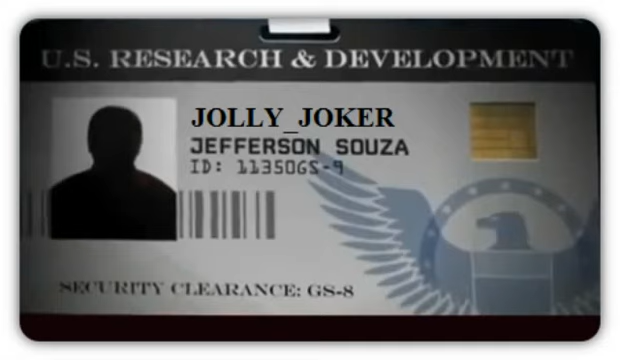 U.S. RESEARCH & DEVELOPMENT
JOLLY_JOKER
JEFFERSON SOUZA
ID: 11350GS-9
SECURITY CLEARANCE: GS-8